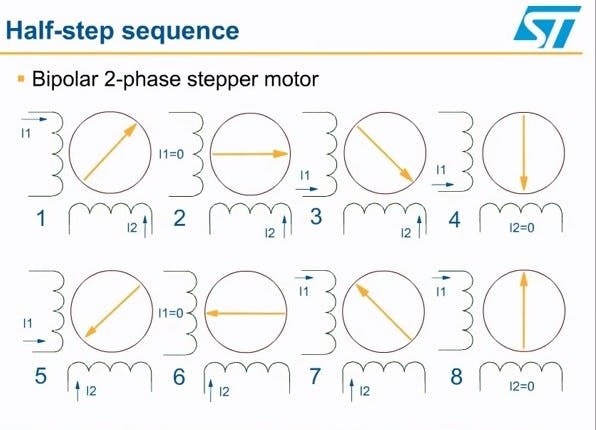 Half-step sequence
ST
Bipolar 2-phase stepper motor
I1
I2
1
I1=0
I2
2
I1
I2
3
I1
I2=0
4
I1
I2
5
I1=0
I2
6
I1
I2
7
I1
I2=0
8